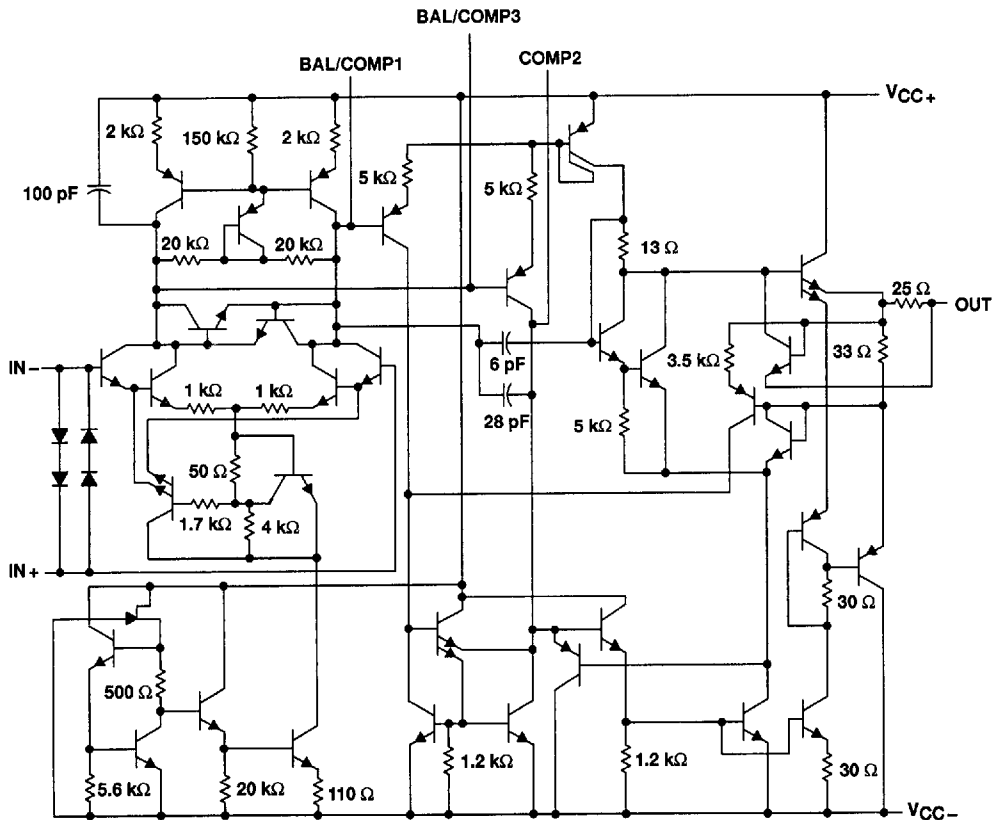 BAL/COMP3
BAL/COMP1
COMP2
VCC+
2 kΩ
150 kΩ
2 kΩ
100 pF
5 kΩ
5 kΩ
20 kΩ
20 kΩ
13 Ω
25 Ω
OUT
6 pF
3.5 kΩ
33 Ω
IN−
1 kΩ
1 kΩ
28 pF
5 kΩ
50 Ω
1.7 kΩ
4 kΩ
IN+
30 Ω
500 Ω
5.6 kΩ
20 kΩ
110 Ω
1.2 kΩ
1.2 kΩ
30 Ω
VCC−